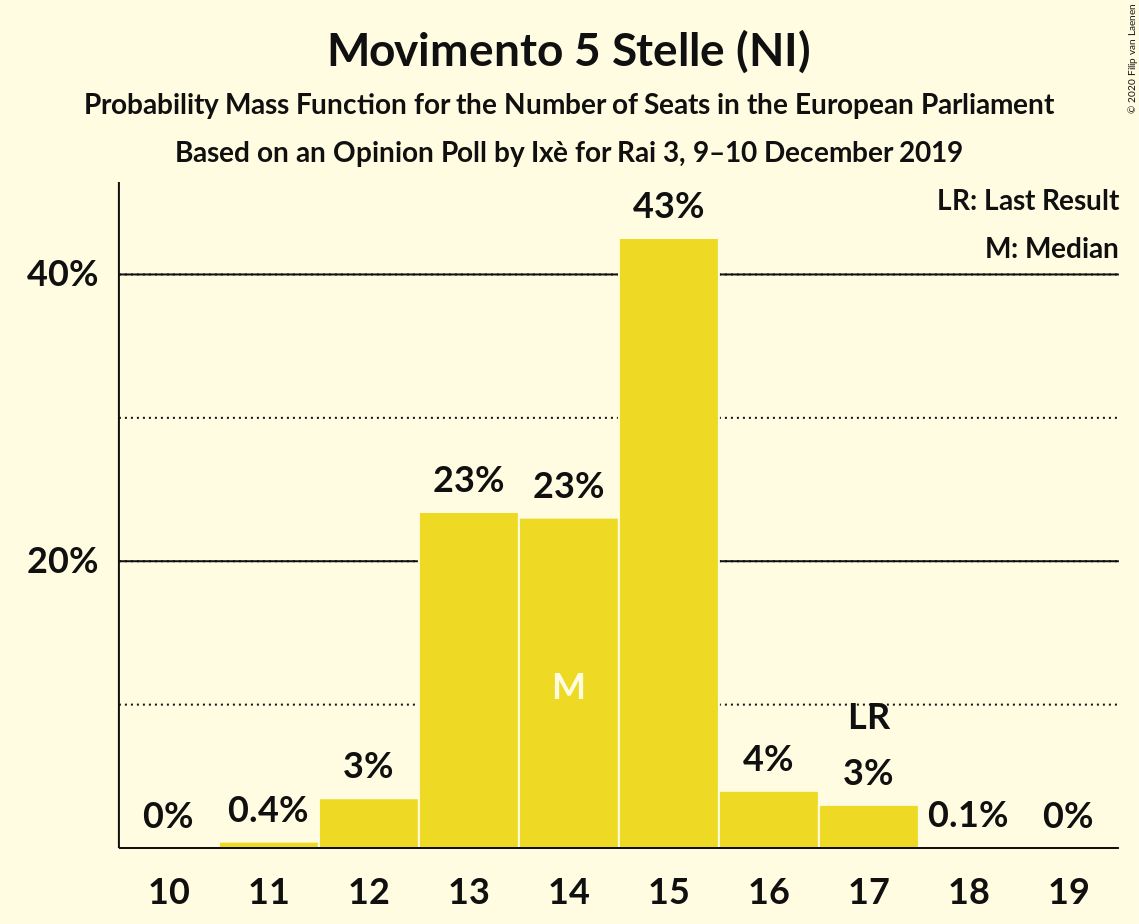 Movimento 5 Stelle (NI)
Probability Mass Function for the Number of Seats in the European Parliament
Based on an Opinion Poll by Ixè for Rai 3, 9–10 December 2019
© 2020 Filip van Laenen
LR: Last Result
M: Median
40%
20%
0%
0.4%
3%
23%
23%
M
43%
4%
LR
3%
0.1%
0%
10 11 12 13 14 15 16 17 18 19